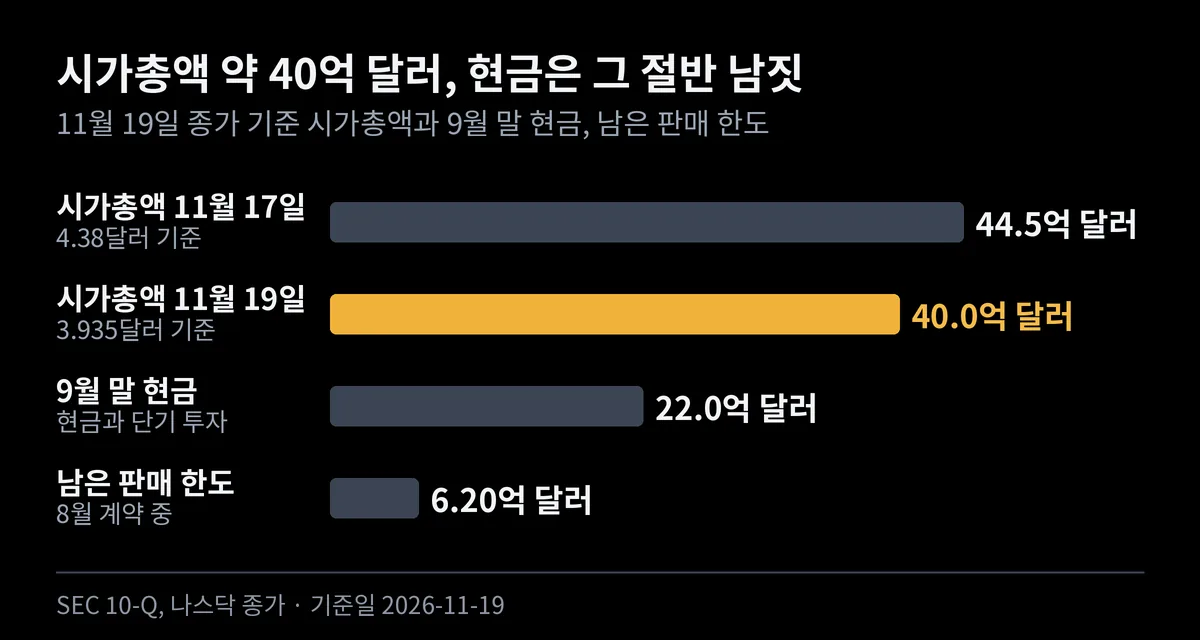 시가총액 약 40억 달러, 현금은 그 절반 남짓
11월 19일 종가 기준 시가총액과 9월 말 현금, 남은 판매 한도
시가총액 11월 17일
4.38달러 기준
44.5억 달러
시가총액 11월 19일
3.935달러 기준
40.0억 달러
9월 말 현금
현금과 단기 투자
22.0억 달러
남은 판매 한도
8월 계약 중
6.20억 달러
SEC 10-Q, 나스닥 종가 · 기준일 2026-11-19